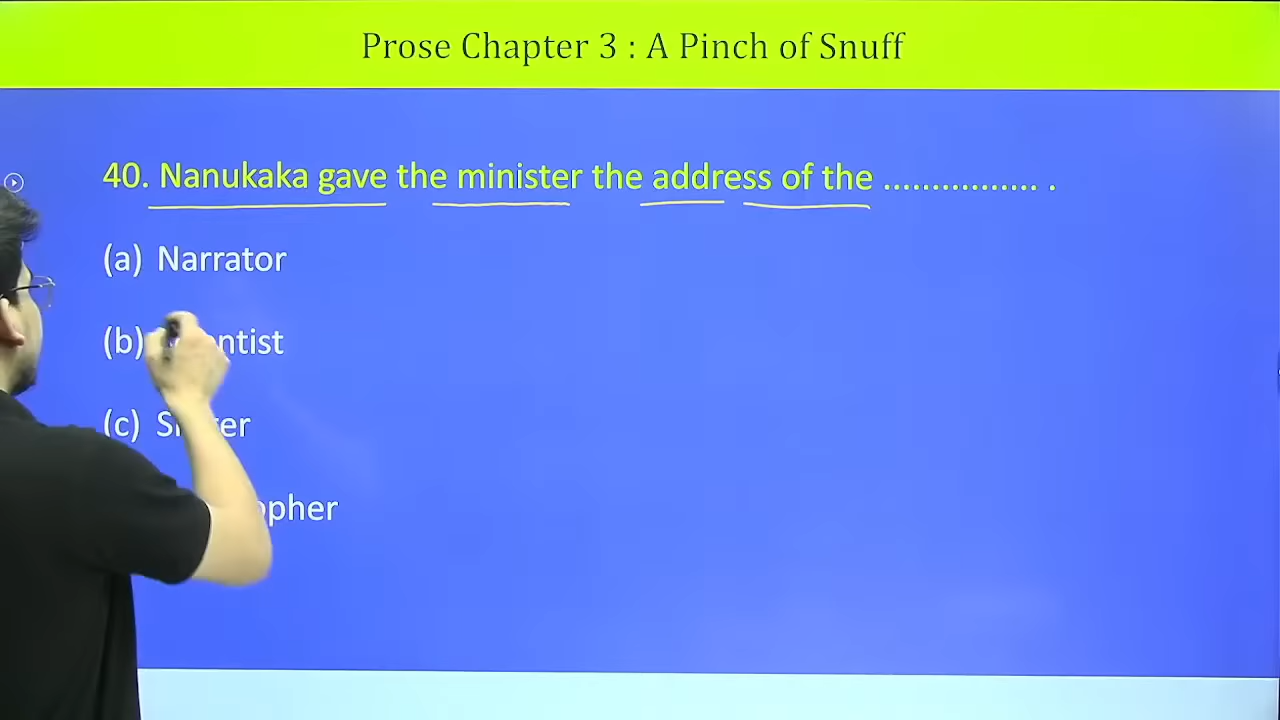 Prose Chapter 3 : A Pinch of Snuff
40. Nanukaka gave the minister the address of the ................ .
(a) Narrator
(b)
(c)